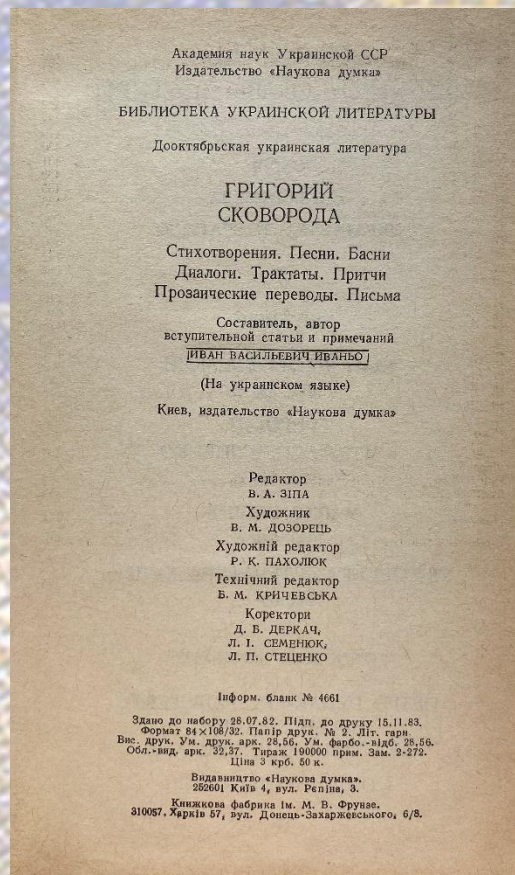 Академия наук Украинской ССР
Издательство «Наукова думка»
БИБЛИОТЕКА УКРАИНСКОЙ ЛИТЕРАТУРЫ
Дооктябрьская украинская литература
ГРИГОРИЙ
СКОВОРОДА
Стихотворения. Песни. Басни
Диалоги. Трактаты. Притчи
Прозаические переводы. Письма
Составитель, автор
вступительной статьи и примечаний
ИВАН ВАСИЛЬЕВИЧ ИВАНЬО
(На украинском языке)
Киев, издательство «Наукова думка»
Редактор
В. А. ЗІПА
Художник
В. М. ДОЗОРЕЦЬ
Художній редактор
Р. К. ПАХОЛЮК
Технічний редактор
Б. М. КРИЧЕВСЬКА
Коректори
Д. Б. ДЕРКАЧ,
Л. І. СЕМЕНЮК,
Л. П. СТЕЦЕНКО
Інформ. бланк № 4661
Здано до набору 28.07.82. Підп. до друку 15.11.83.
Формат 84×108/32. Папір друк. № 2. Літ. гарн.
Вис. друк. Ум. друк. арк. 28,56. Ум. фарбо.-відб. 28,56.
Обл.-вид. арк. 32,37. Тираж 190000 прим. Зам. 2-272.
Ціна 3 крб. 50 к.
Видавництво «Наукова думка».
252601 Київ 4, вул. Рєпіна, 3.
Книжкова фабрика ім. М. В. Фрунзе.
310057, Харків 57, вул. Донець-Захаржевського, 6/8.